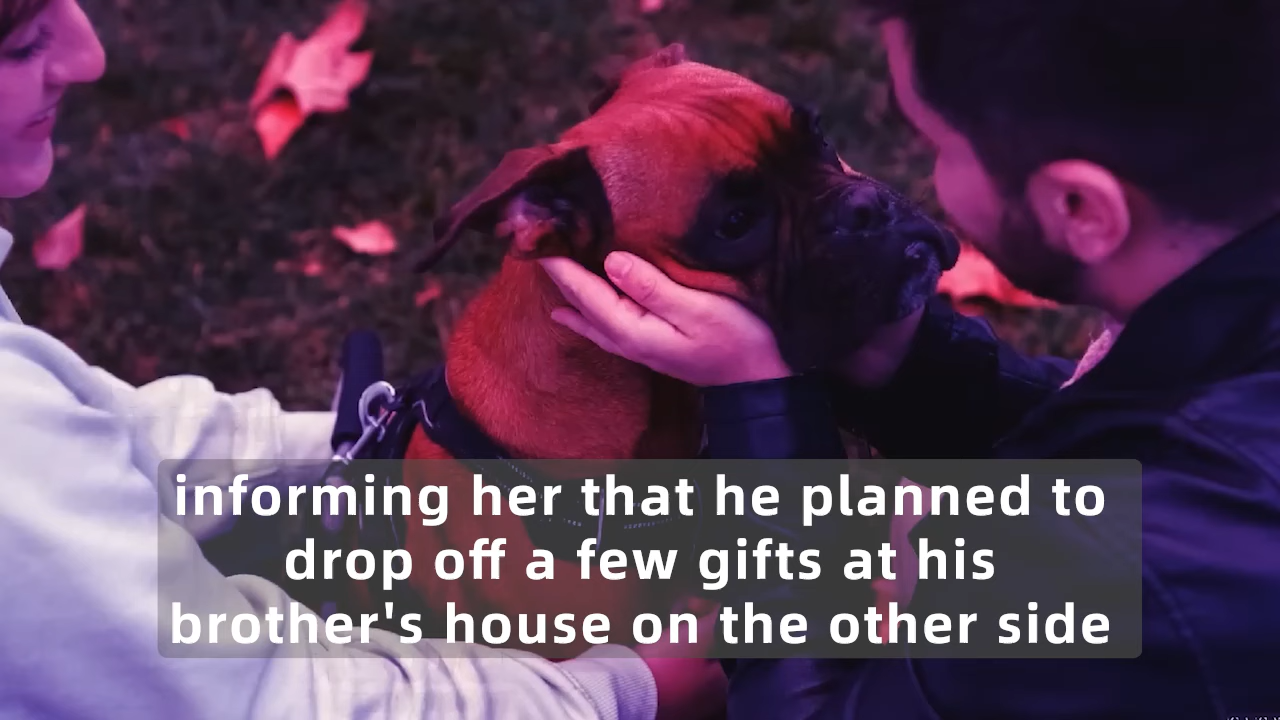 informing her that he planned to
drop off a few gifts at his
brother's house on the other side